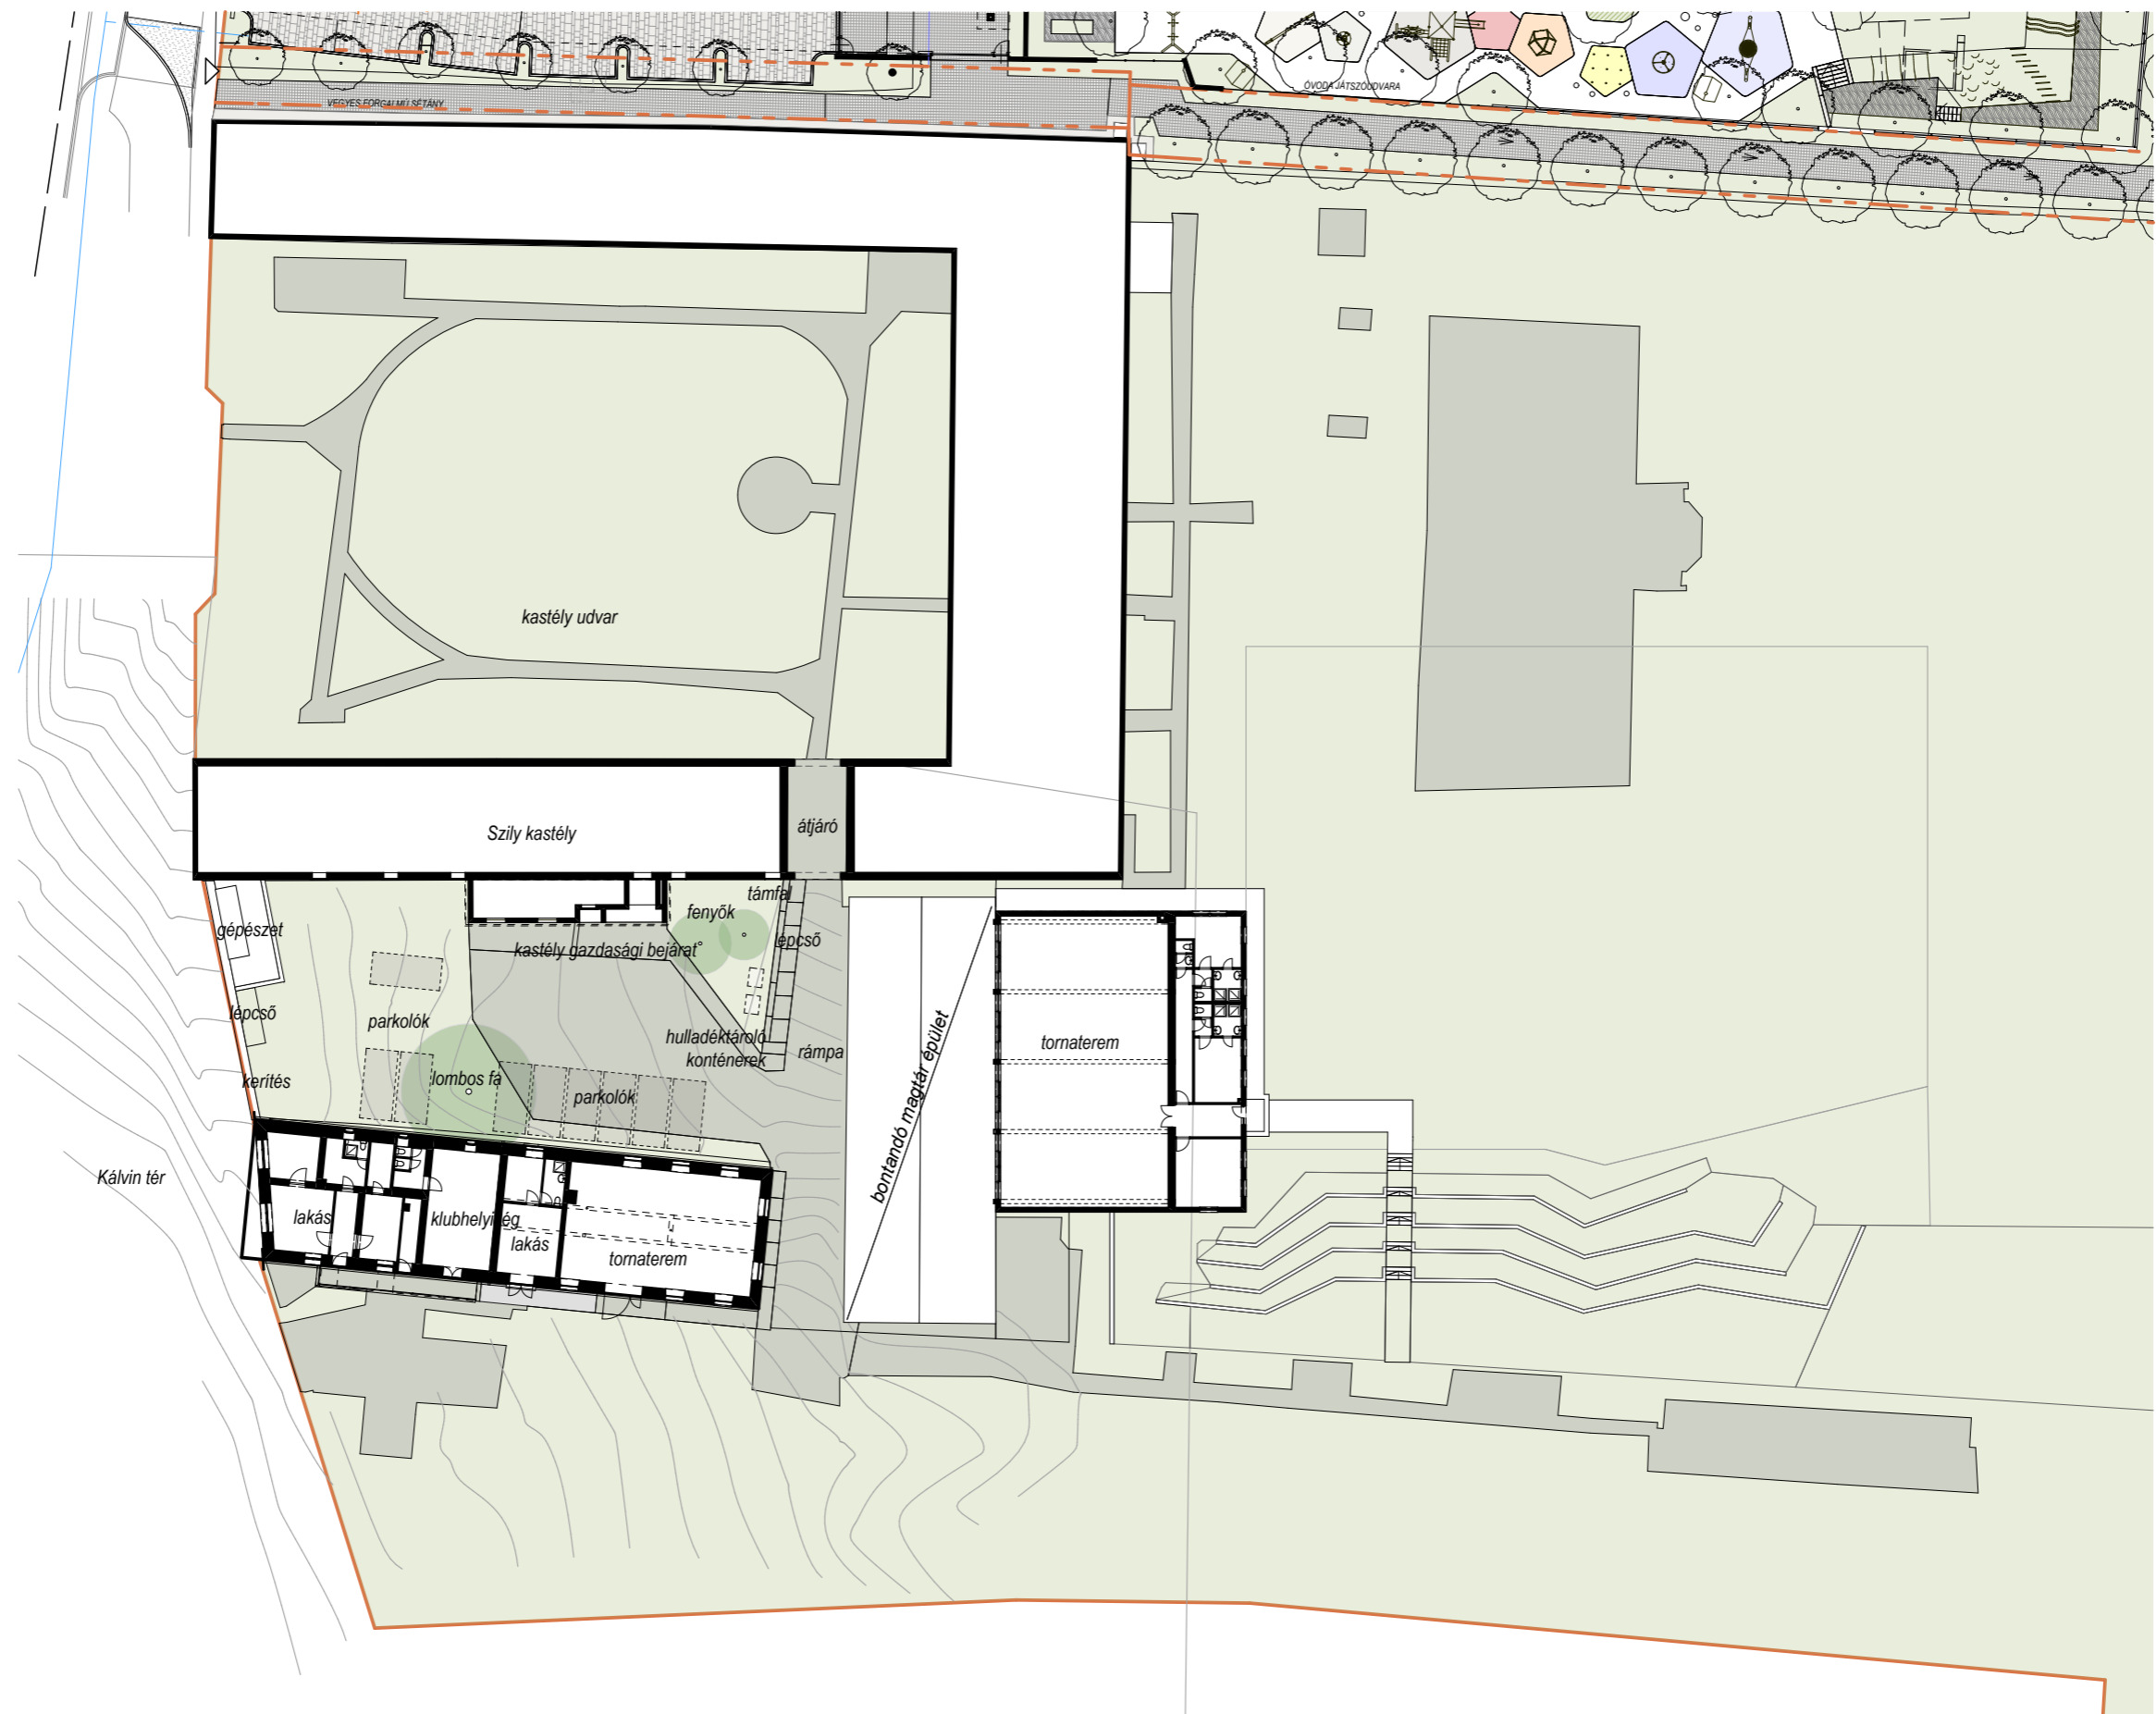 VEGYES FORGALMÚ SÉTÁNY
ÓVODA JÁTSZÓUDVARA
kastély udvar
Szily kastély
átjáró
támfal
gépészet
fenyők
lépcső
kastély gazdasági bejárat
lépcső
parkolók
hulladéktároló
konténerek
rámpa
tornaterem
kerítés
lombos fa
parkolók
bontandó magtár épület
Kálvin tér
lakás
klubhelyiség
lakás
tornaterem